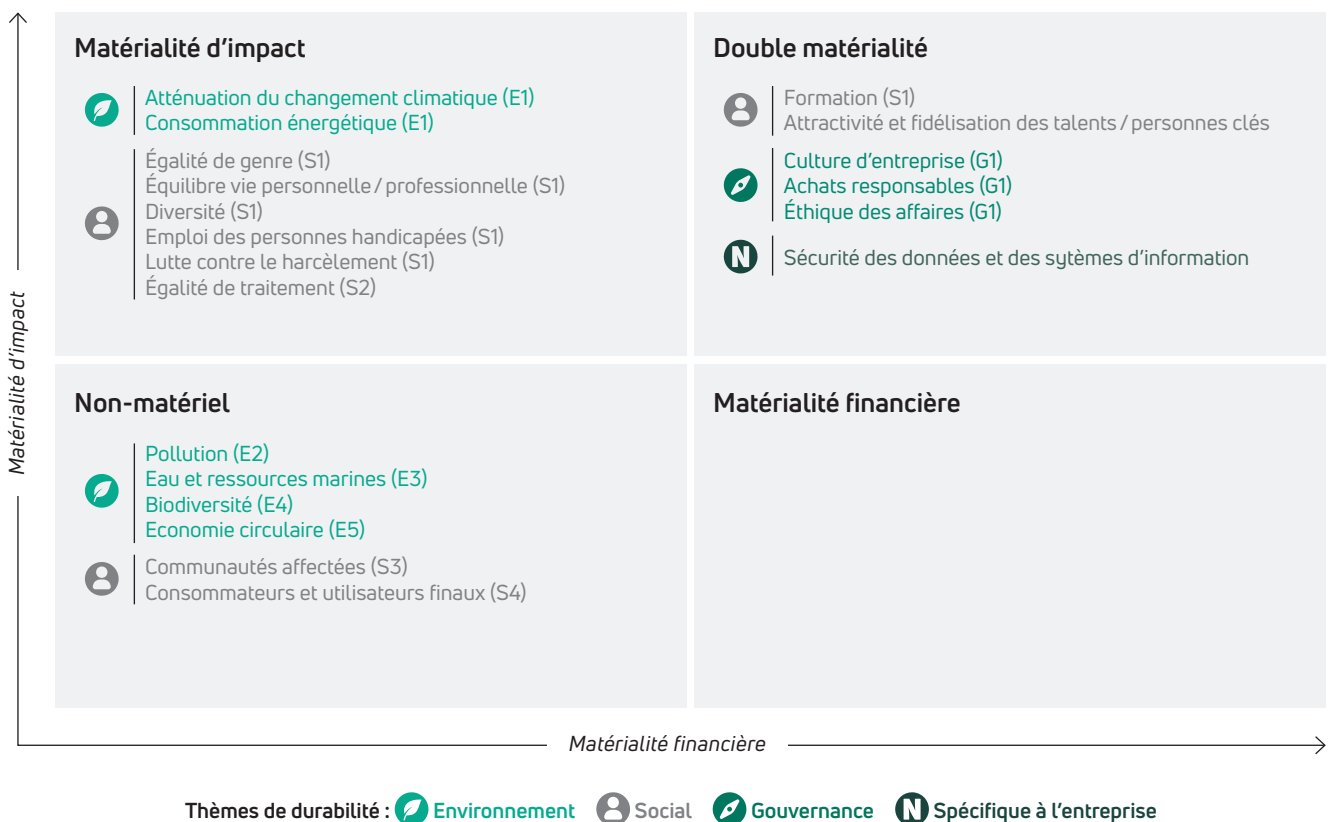 Matérialité d'impact
Atténuation du changement climatique (E1)
Consommation énergétique (E1)
Égalité de genre (S1)
Équilibre vie personnelle / professionnelle (S1)
Diversité (S1)
Emploi des personnes handicapées (S1)
Lutte contre le harcèlement (S1)
Égalité de traitement (S2)
Double matérialité
Formation (S1)
Attractivité et fidélisation des talents / personnes clés
Culture d'entreprise (G1)
Achats responsables (G1)
Éthique des affaires (G1)
N
Sécurité des données et des sytèmes d'information
Matérialité d'impact
Non-matériel
Pollution (E2)
Eau et ressources marines (E3)
Biodiversité (E4)
Economie circulaire (E5)
Communautés affectées (S3)
Consommateurs et utilisateurs finaux (S4)
Matérialité financière
Matérialité financière
Thèmes de durabilité : Environnement Social Gouvernance N Spécifique à l'entreprise